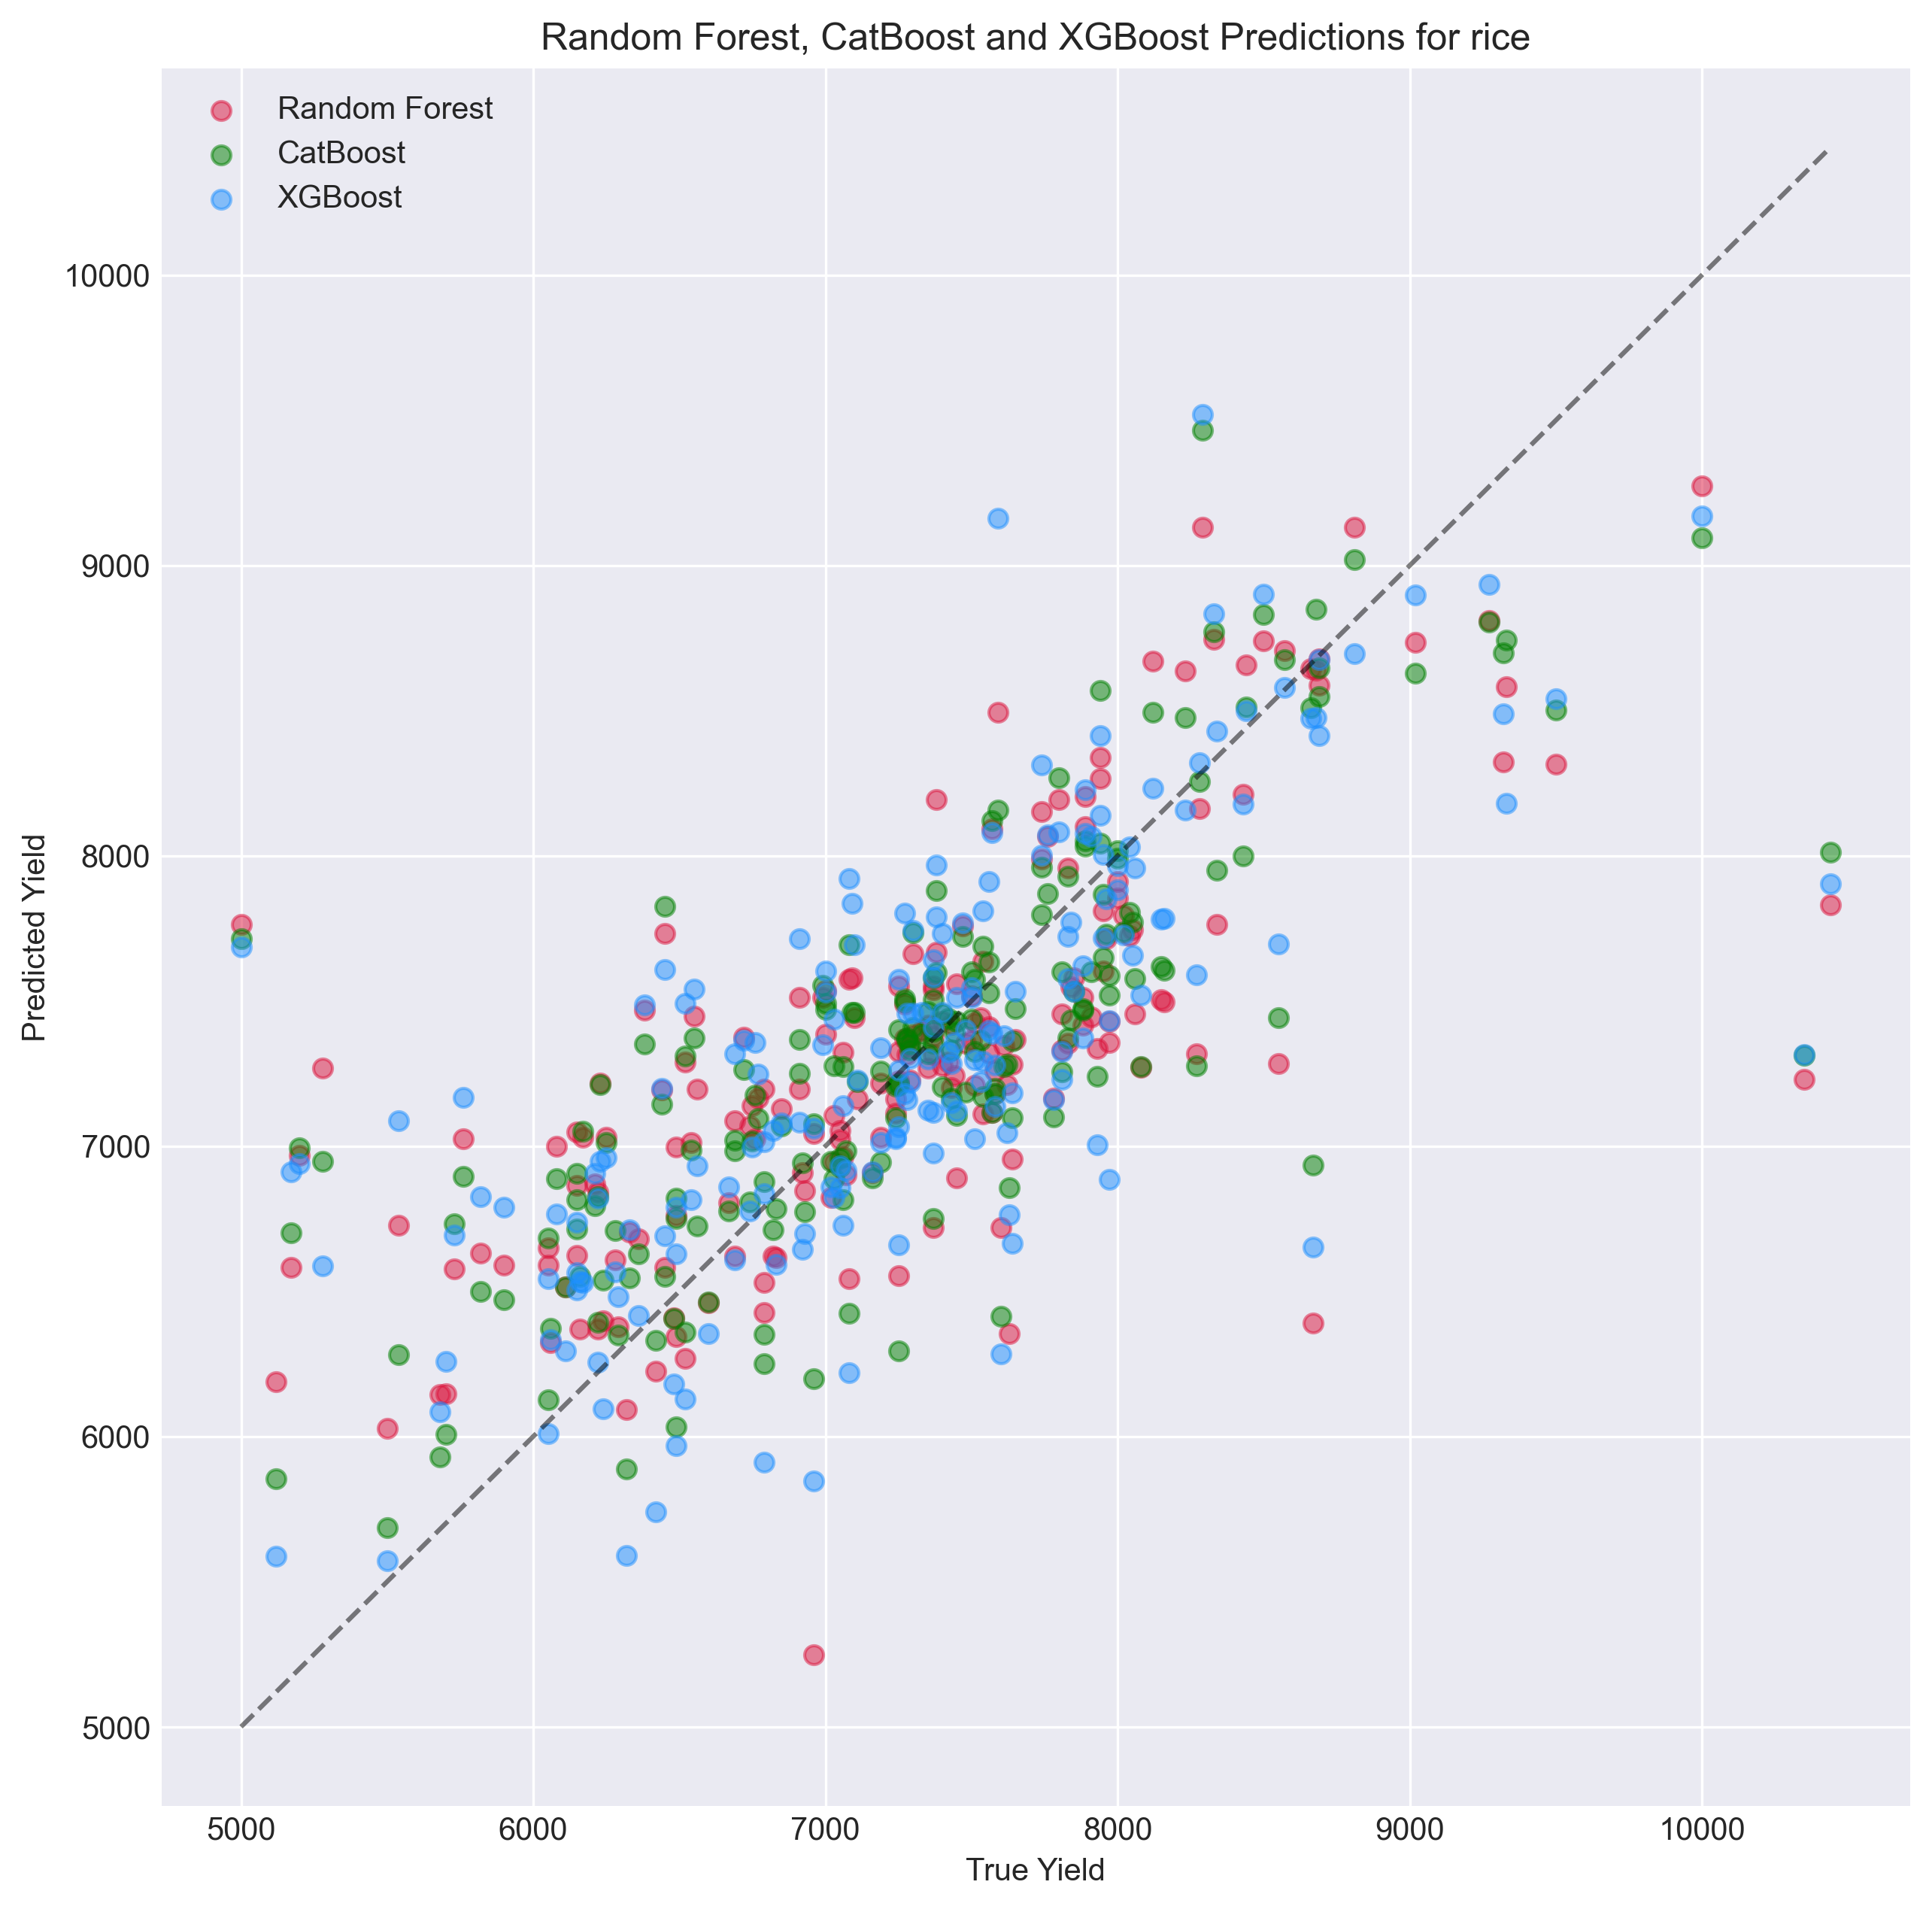 Random Forest, CatBoost and XGBoost Predictions for rice
Random Forest
CatBoost
XGBoost
10000
9000
8000
7000
6000
5000
Predicted Yield
5000 6000 7000 8000 9000 10000
True Yield